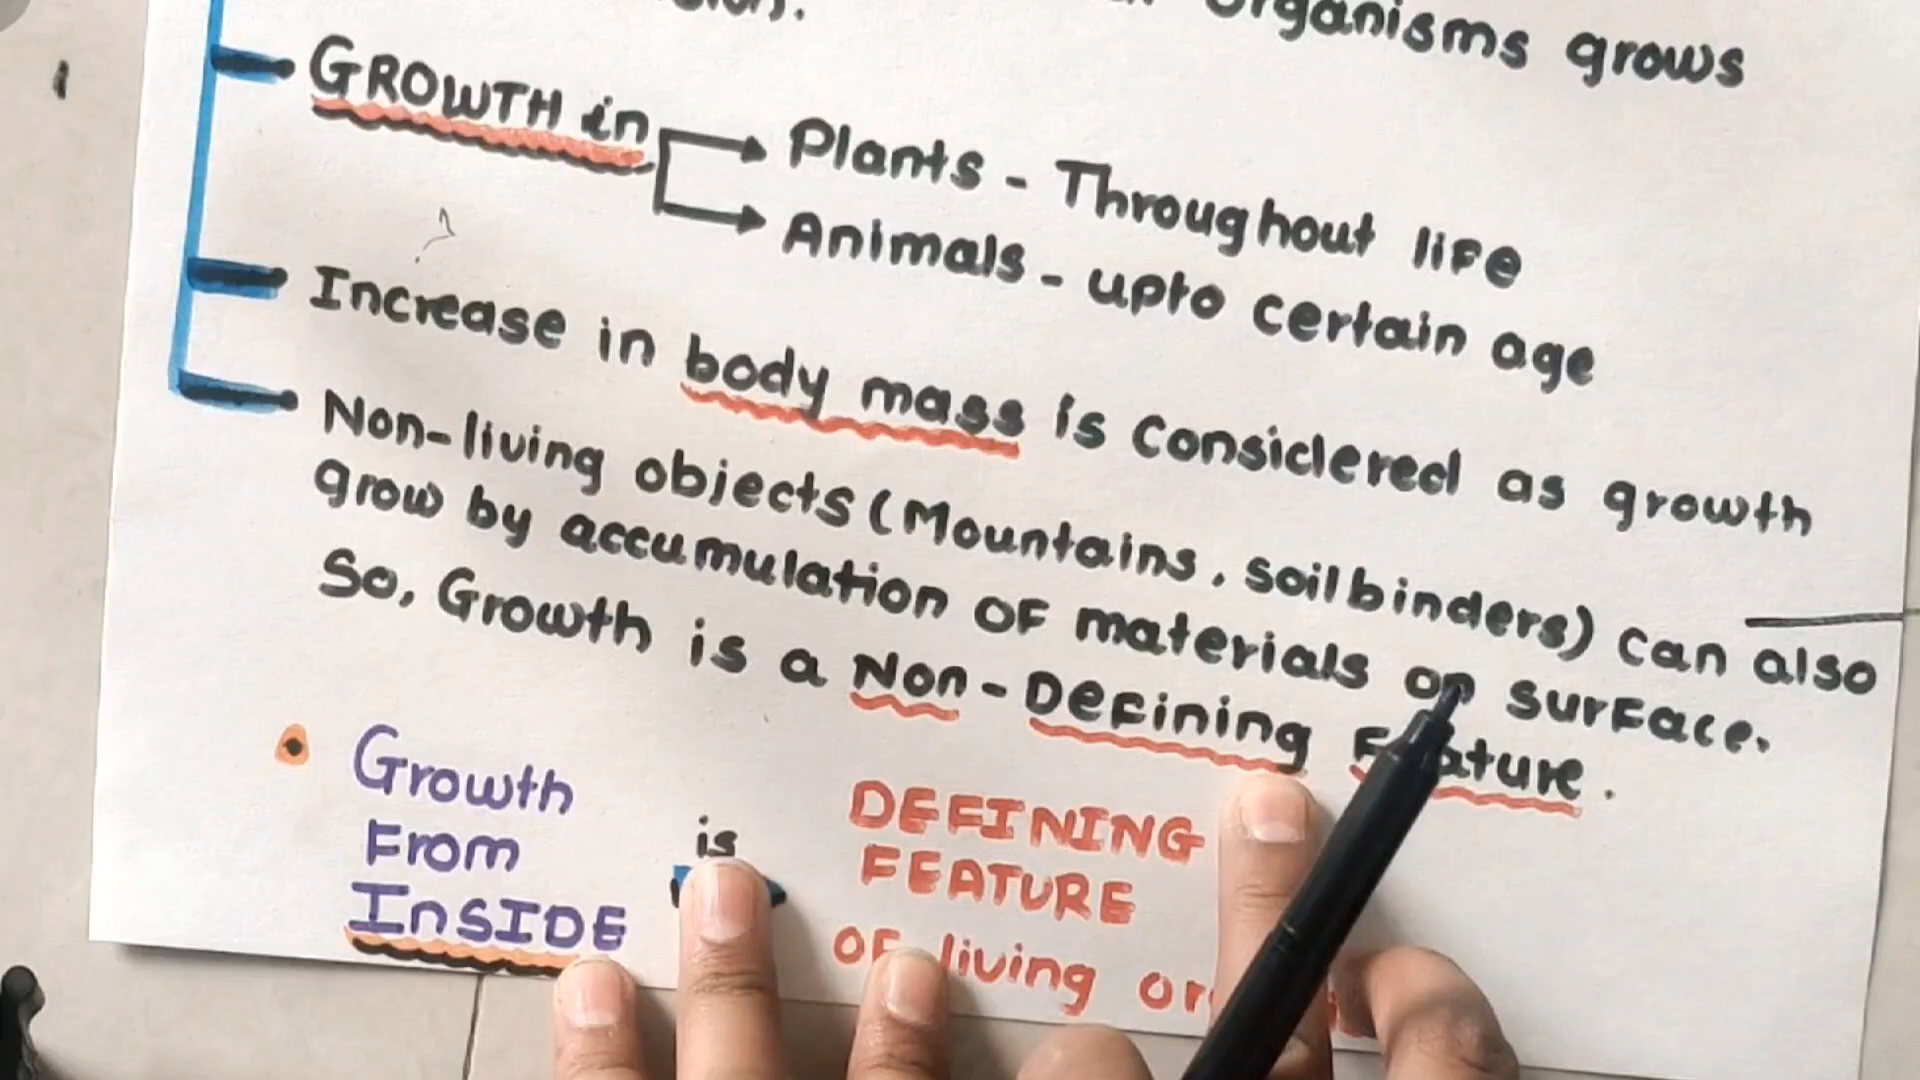 organisms grows
GROWTH in
Plants - Throughout life
Animals - upto certain age
Increase in body mass is considered as growth
Non-living objects (Mountains, soilbinders) can also
grow by accumulation of materials on surface.
So, Growth is a Non-Defining Feature.
Growth
From
InSIDE
is
DEFINING
FEATURE
OF living